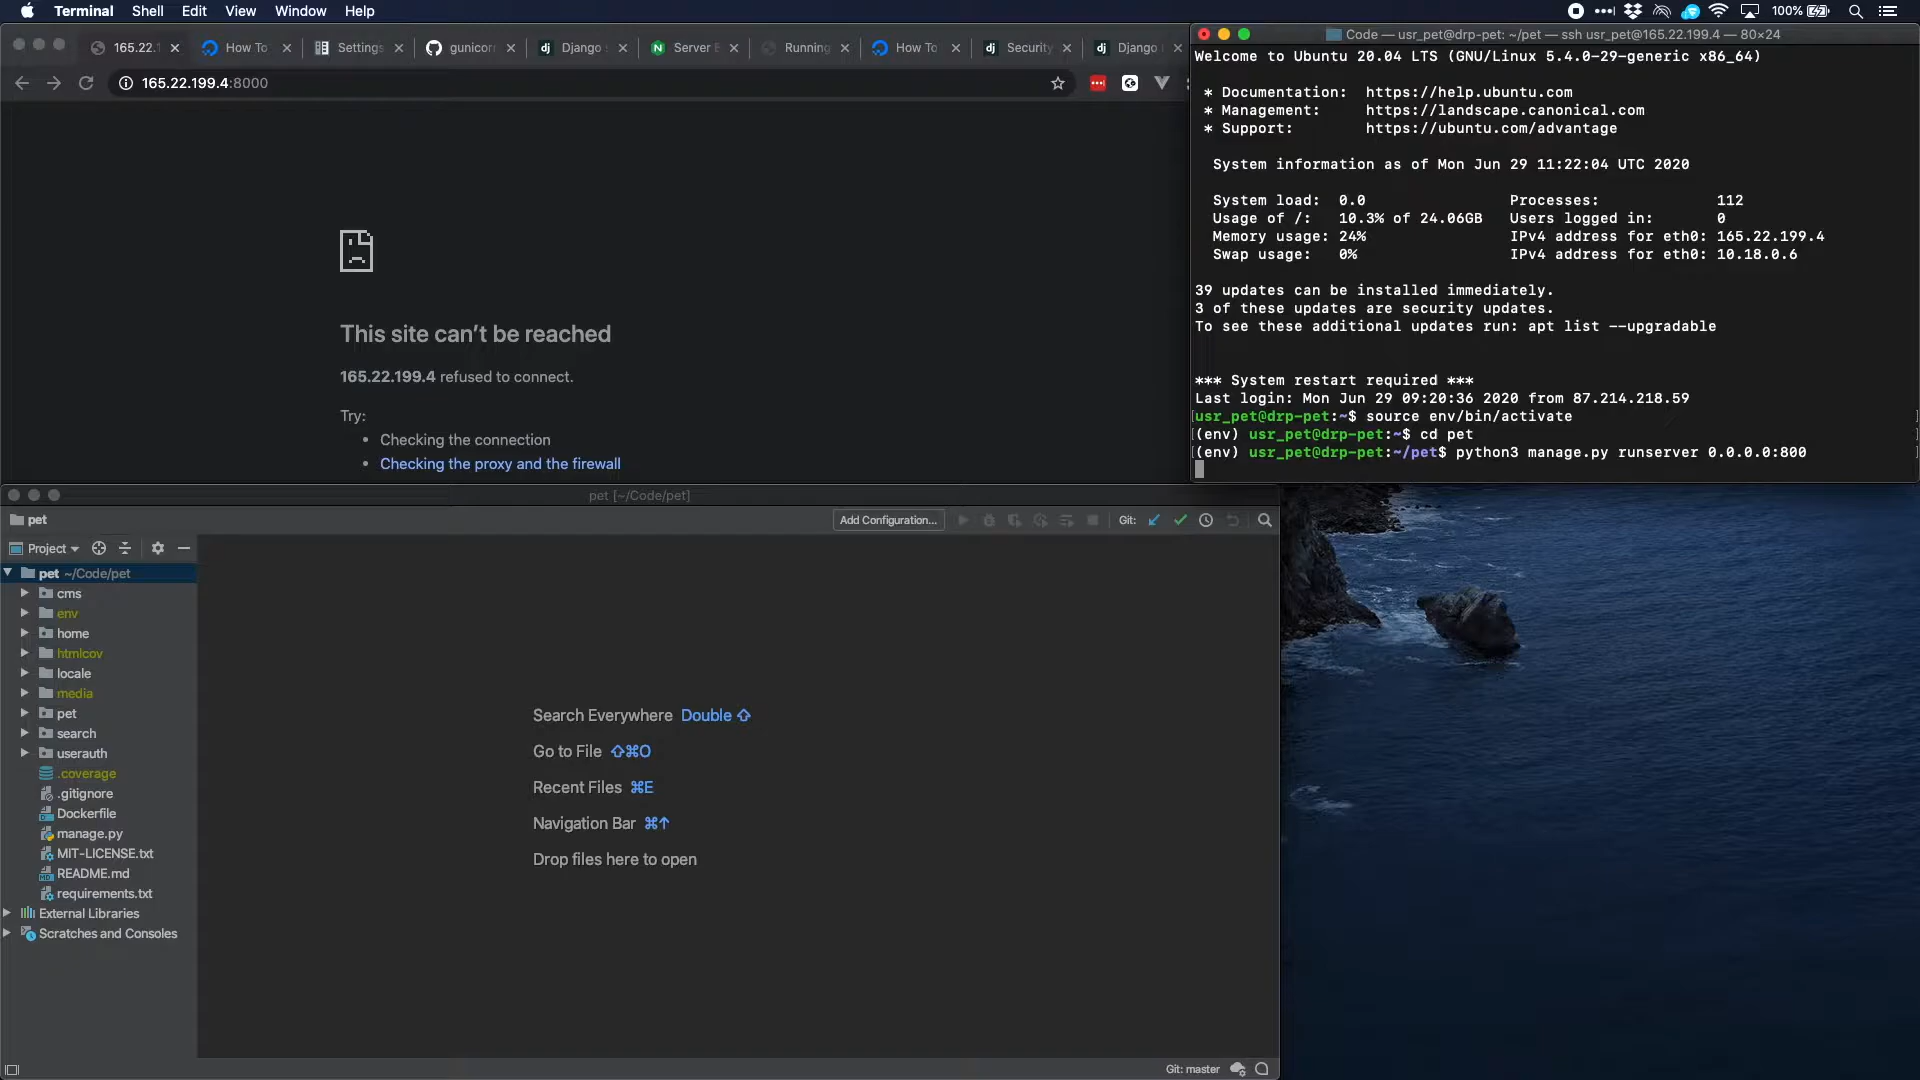 Terminal Shell Edit View Window Help
100%
165.22.
How To
Settings
gunicorn
Django
Server
Running
How To
Security
Django
165.22.199.4:8000
This site can’t be reached
165.22.199.4 refused to connect.
Try:
• Checking the connection
• Checking the proxy and the firewall
Code — usr_pet@drp-pet: ~/pet — ssh usr_pet@165.22.199.4 — 80×24
Welcome to Ubuntu 20.04 LTS (GNU/Linux 5.4.0-29-generic x86_64)
* Documentation: https://help.ubuntu.com
* Management: https://landscape.canonical.com
* Support: https://ubuntu.com/advantage
System information as of Mon Jun 29 11:22:04 UTC 2020
System load: 0.0 Processes: 112
Usage of /: 10.3% of 24.06GB Users logged in: 0
Memory usage: 24% IPv4 address for eth0: 165.22.199.4
Swap usage: 0% IPv4 address for eth0: 10.18.0.6
39 updates can be installed immediately.
3 of these updates are security updates.
To see these additional updates run: apt list --upgradable
*** System restart required ***
Last login: Mon Jun 29 09:20:36 2020 from 87.214.218.59
[usr_pet@drp-pet:~$ source env/bin/activate ]
[(env) usr_pet@drp-pet:~$ cd pet ]
[(env) usr_pet@drp-pet:~/pet$ python3 manage.py runserver 0.0.0.0:800 ]
pet [~/Code/pet]
pet
Add Configuration...
Git:
Project
pet ~/Code/pet
cms
env
home
htmlcov
locale
media
pet
search
userauth
.coverage
.gitignore
Dockerfile
manage.py
MIT-LICENSE.txt
README.md
requirements.txt
External Libraries
Scratches and Consoles
Search Everywhere Double ⇧
Go to File ⇧⌘O
Recent Files ⌘E
Navigation Bar ⌘↑
Drop files here to open
Git: master